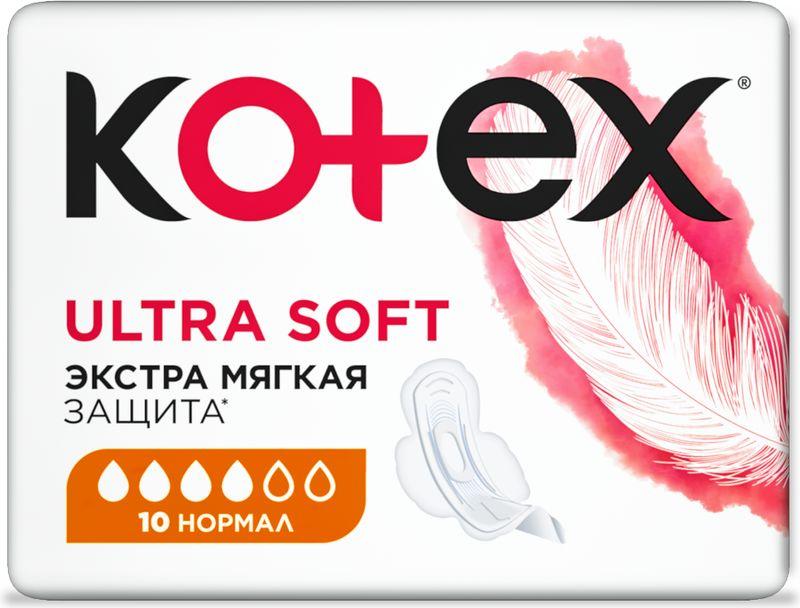 Kotex®
ULTRA SOFT
ЭКСТРА МЯГКАЯ
ЗАЩИТА*
10 НОРМАЛ